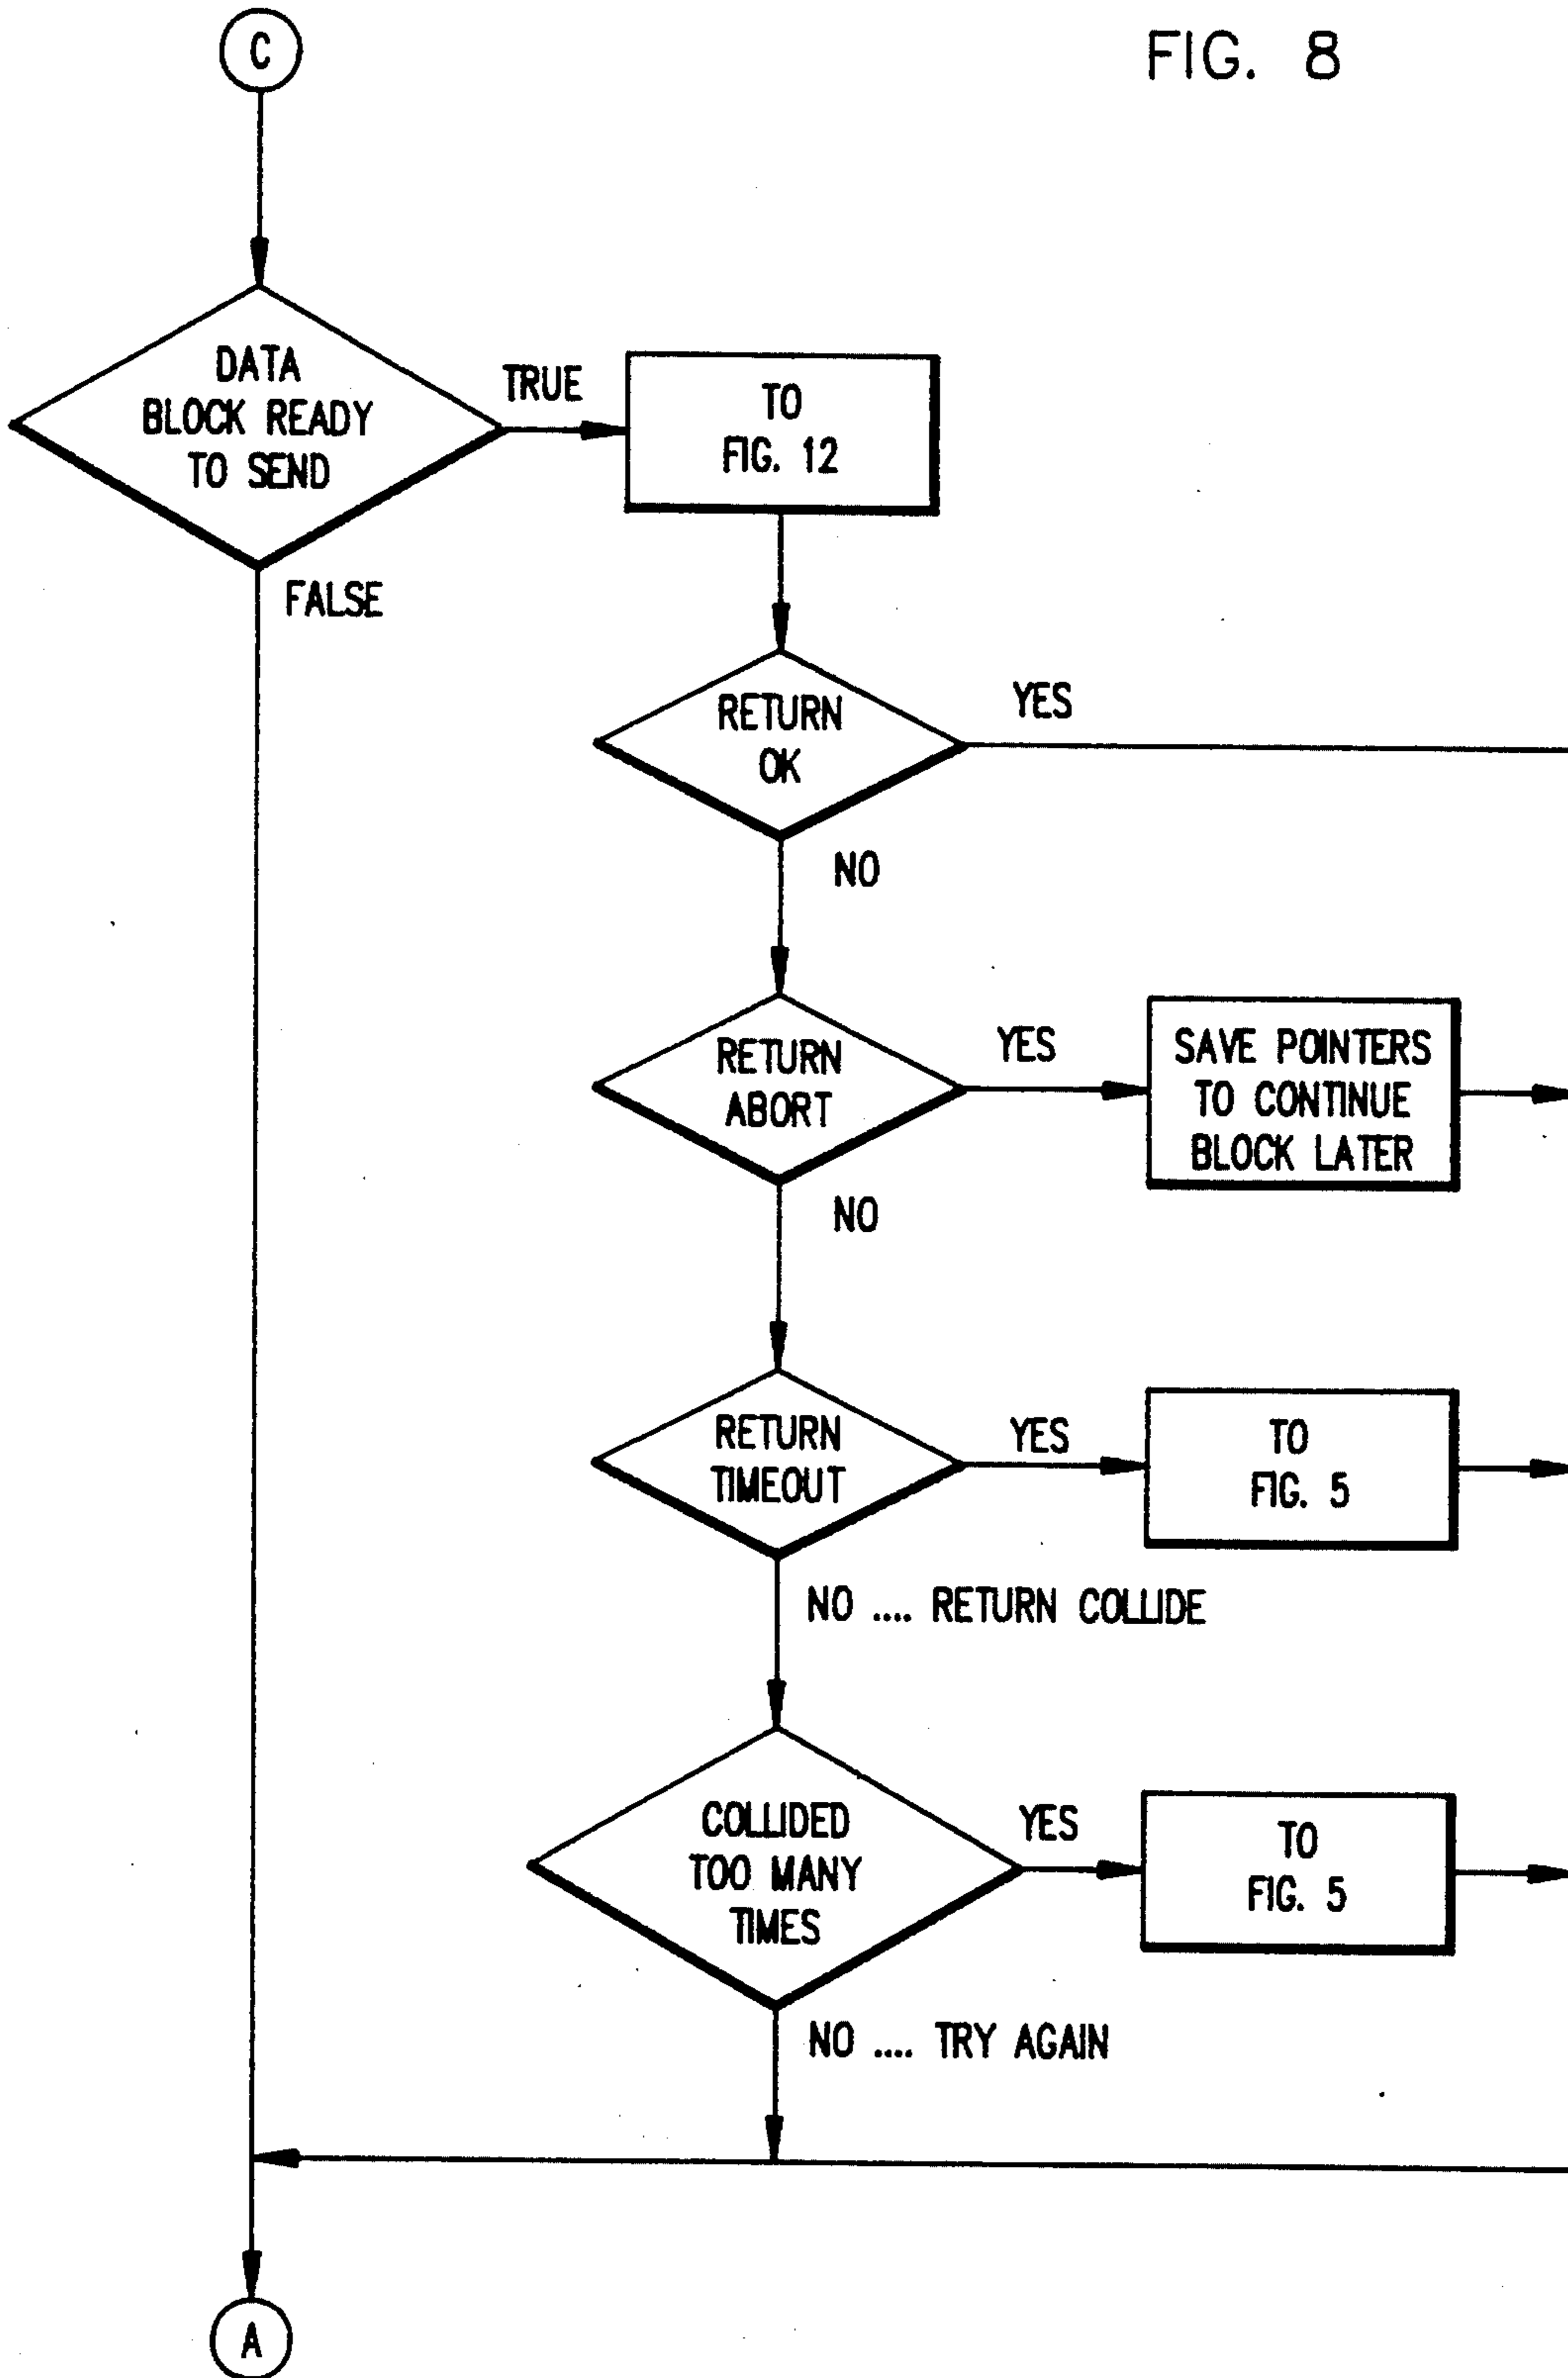 FIG. 8
C
DATA
BLOCK READY
TO SEND
TRUE
TO
FIG. 12
FALSE
RETURN
OK
YES
NO
RETURN
ABORT
YES
SAVE POINTERS
TO CONTINUE
BLOCK LATER
NO
RETURN
TIMEOUT
YES
TO
FIG. 5
NO .... RETURN COLLIDE
COLLIDED
TOO MANY
TIMES
YES
TO
FIG. 5
NO .... TRY AGAIN
A